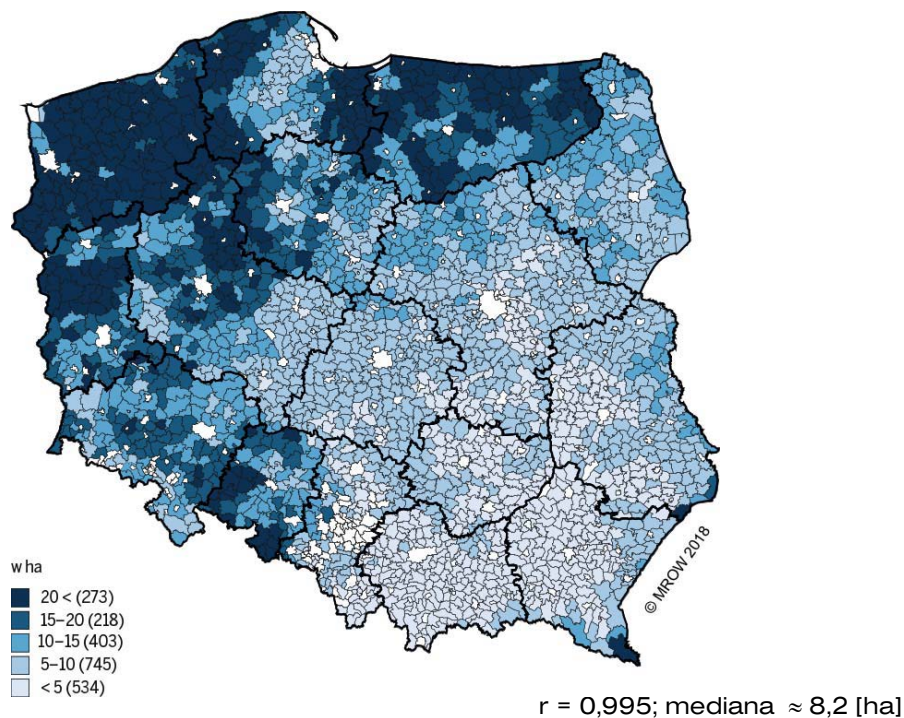 © MROW 2018
w ha
20 < (273)
15–20 (218)
10–15 (403)
5–10 (745)
< 5 (534)
r = 0,995; mediana ≈ 8,2 [ha]